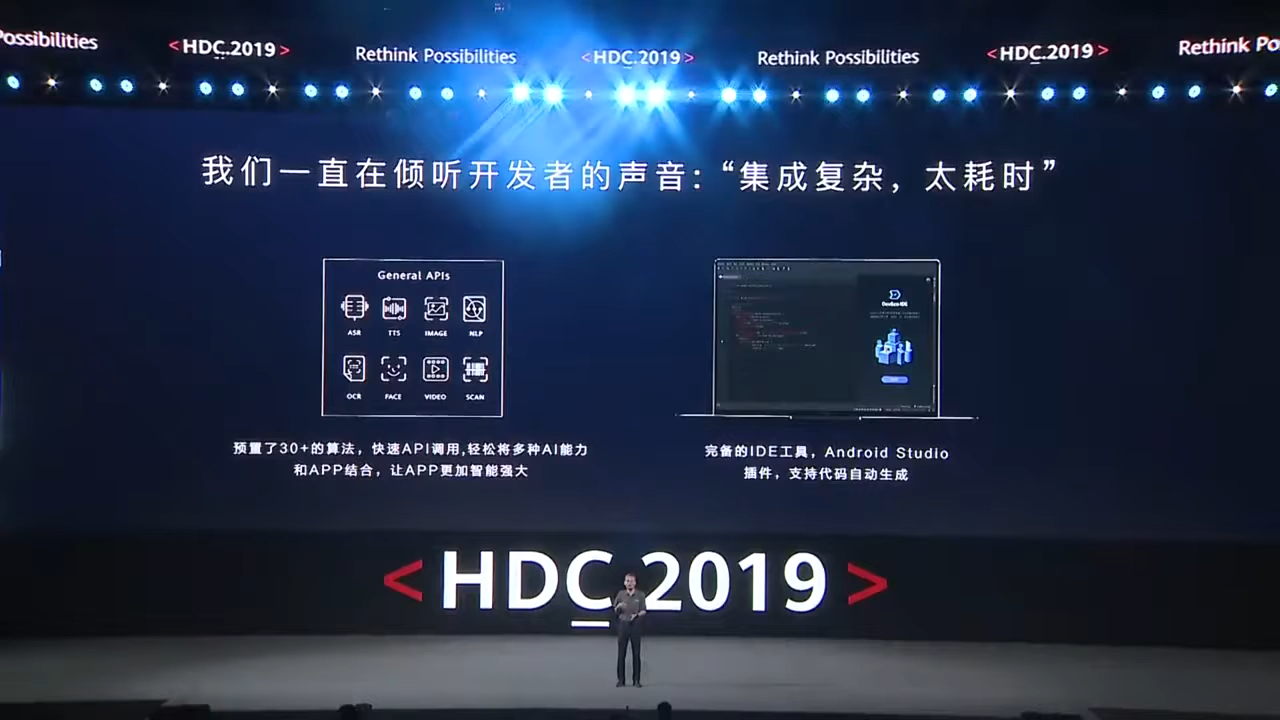 Possibilities
<HDC.2019>
Rethink Possibilities
<HDC.2019>
Rethink Possibilities
<HDC.2019>
Rethink Po
我们一直在倾听开发者的声音：“集成复杂，太耗时”
General APIs
ASR TTS IMAGE NLP
OCR FACE VIDEO SCAN
预置了30+的算法，快速API调用,轻松将多种AI能力
和APP结合，让APP更加智能强大
DevEco IDE
完备的IDE工具，Android Studio
插件，支持代码自动生成
<HDC 2019>